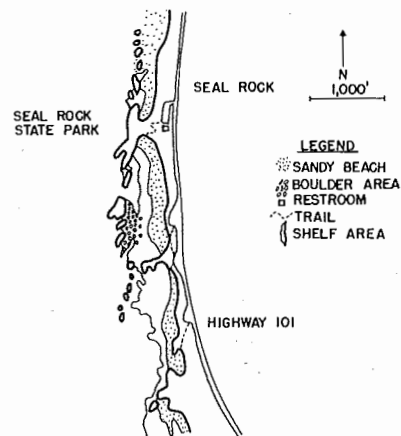 SEAL ROCK
SEAL ROCK
STATE PARK
N
1,000'
LEGEND
SANDY BEACH
BOULDER AREA
RESTROOM
TRAIL
SHELF AREA
HIGHWAY 101